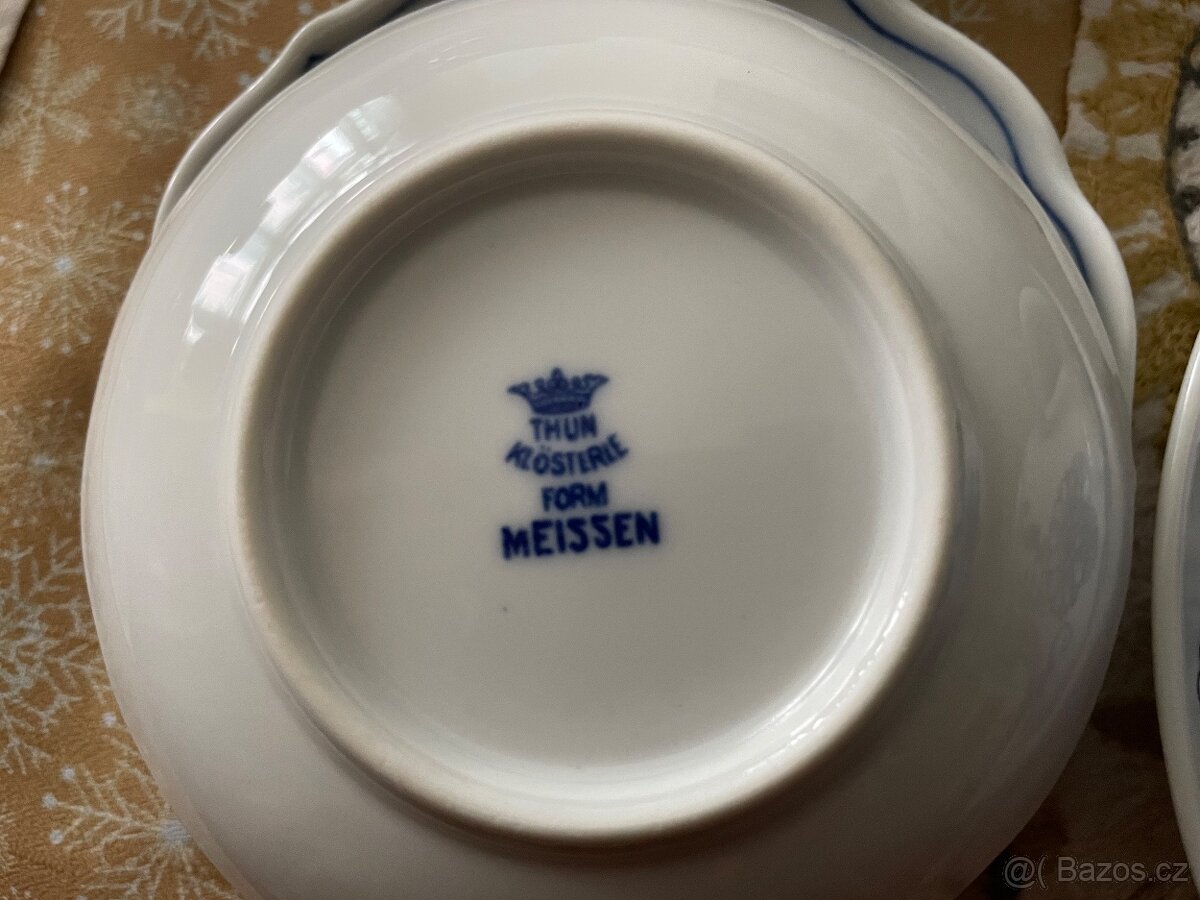 THUN
KLÖSTERLE
FORM
MEISSEN
@( Bazos.cz